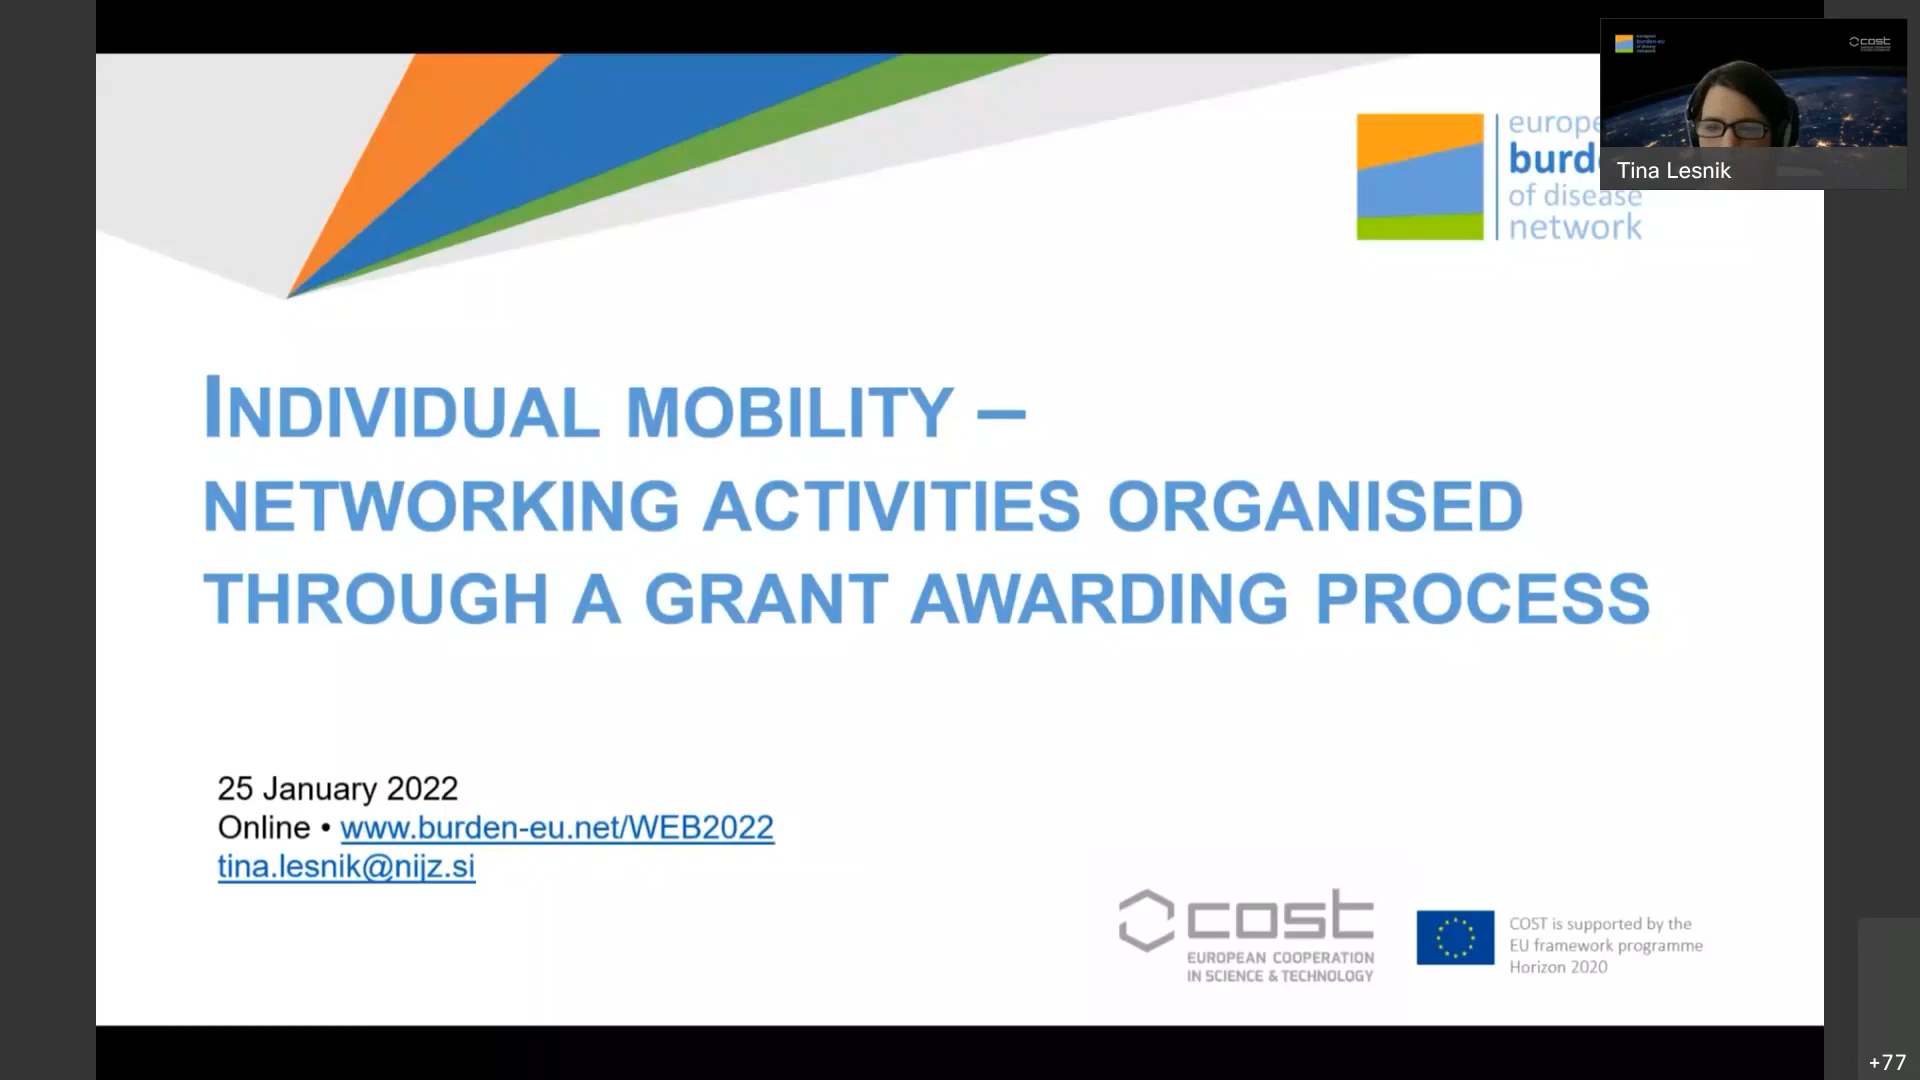 europe
burd
of disease
network
COST
Tina Lesnik
INDIVIDUAL MOBILITY –
NETWORKING ACTIVITIES ORGANISED
THROUGH A GRANT AWARDING PROCESS
25 January 2022
Online • www.burden-eu.net/WEB2022
tina.lesnik@nijz.si
cost
EUROPEAN COOPERATION
IN SCIENCE & TECHNOLOGY
COST is supported by the
EU framework programme
Horizon 2020
+77